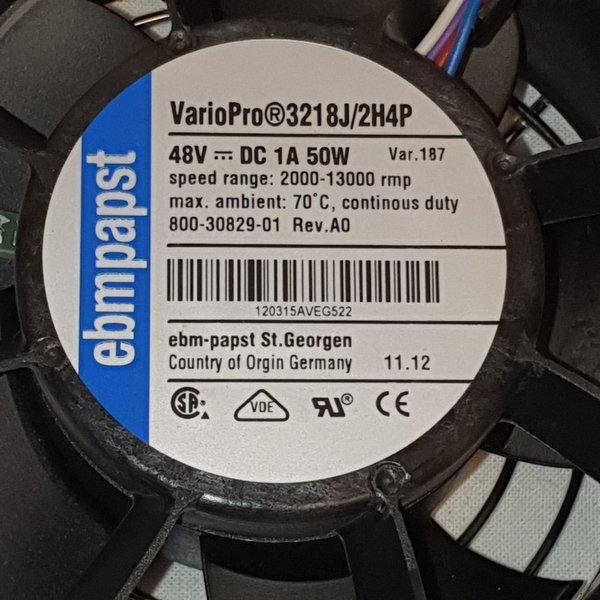 VarioPro®3218J/2H4P
48V ⎓ DC 1A 50W Var.187
speed range: 2000-13000 rmp
max. ambient: 70°C, continous duty
800-30829-01 Rev.A0
120315AVEG522
ebm-papst St.Georgen
Country of Orgin Germany 11.12
SA VDE RU® CE
ebmpapst